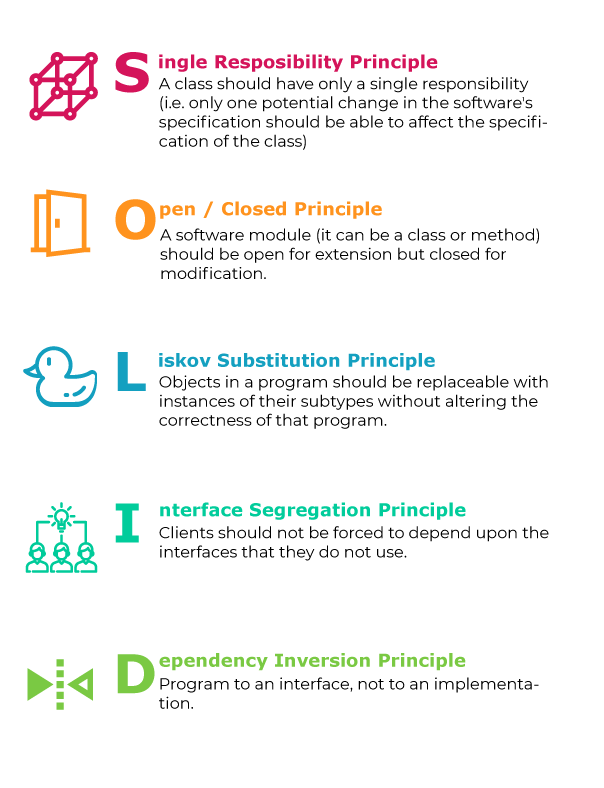 Single Resposibility Principle
A class should have only a single responsibility
(i.e. only one potential change in the software's
specification should be able to affect the specifi-
cation of the class)
Open / Closed Principle
A software module (it can be a class or method)
should be open for extension but closed for
modification.
Liskov Substitution Principle
Objects in a program should be replaceable with
instances of their subtypes without altering the
correctness of that program.
Interface Segregation Principle
Clients should not be forced to depend upon the
interfaces that they do not use.
Dependency Inversion Principle
Program to an interface, not to an implementa-
tion.